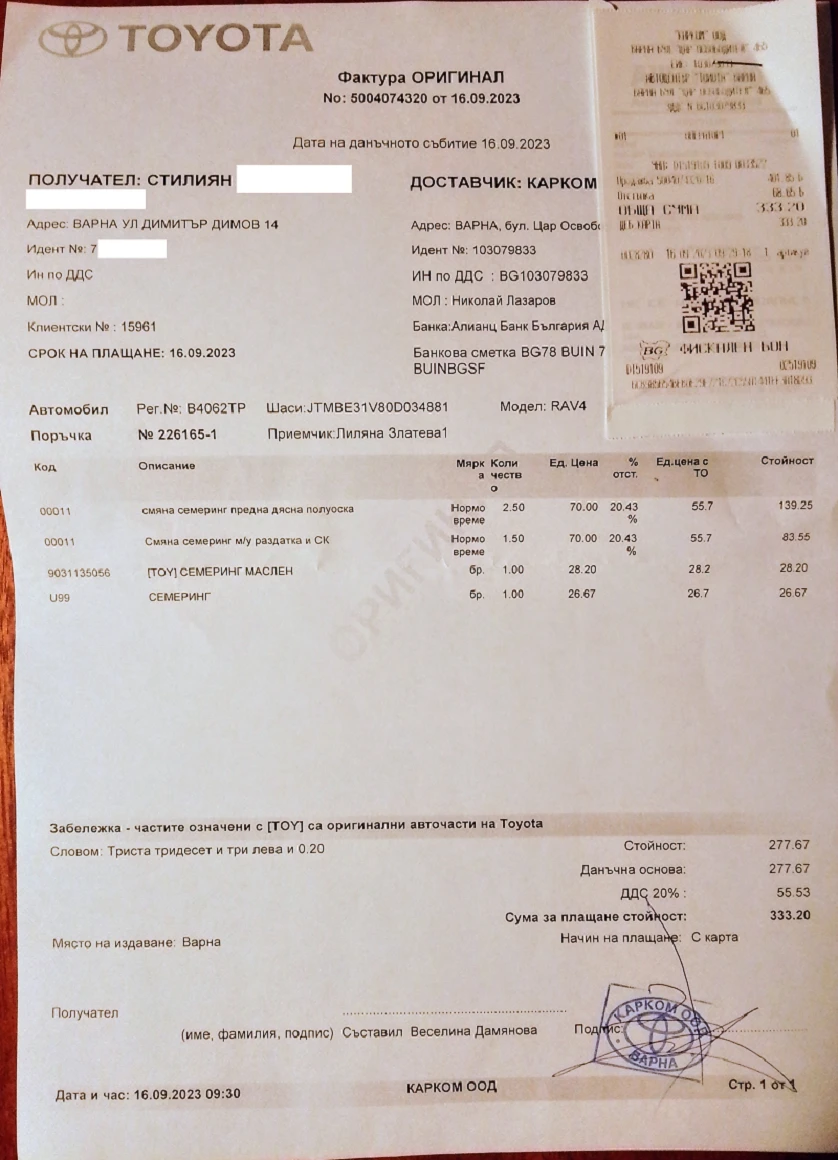 TOYOTA
Фактура ОРИГИНАЛ
No: 5004074320 от 16.09.2023
Дата на данъчното събитие 16.09.2023
ПОЛУЧАТЕЛ: СТИЛИЯН
Адрес: ВАРНА УЛ ДИМИТЪР ДИМОВ 14
Идент №: 7
Ин по ДДС
МОЛ :
Клиентски № : 15961
СРОК НА ПЛАЩАНЕ: 16.09.2023
ДОСТАВЧИК: КАРКОМ
Адрес: ВАРНА, бул. Цар Освоб
Идент №: 103079833
ИН по ДДС : BG103079833
МОЛ : Николай Лазаров
Банка:Алианц Банк България А
Банкова сметка BG78 BUIN 7
BUINBGSF
ОБЩА СУММА 333.20
333.20
BG ФИСКАЛЕН БОН
Автомобил Рег.№: B4062TP Шаси:JTMBE31V80D034881 Модел: RAV4
Поръчка № 226165-1 Приемчик:Лиляна Златева1
Код Описание Мярка Количество Ед. Цена % отст. Ед.цена с ТО Стойност
00011 смяна семеринг предна дясна полуоска Нормо време 2.50 70.00 20.43 % 55.7 139.25
00011 Смяна семеринг м/у раздатка и СК Нормо време 1.50 70.00 20.43 % 55.7 83.55
9031135056 [TOY] СЕМЕРИНГ МАСЛЕН бр. 1.00 28.20 28.2 28.20
U99 СЕМЕРИНГ бр. 1.00 26.67 26.7 26.67
ОРИГИНАЛ
Забележка - частите означени с [TOY] са оригинални авточасти на Toyota
Словом: Триста тридесет и три лева и 0.20
Стойност: 277.67
Данъчна основа: 277.67
ДДС 20% : 55.53
Сума за плащане стойност: 333.20
Място на издаване: Варна
Начин на плащане: С карта
Получател
(име, фамилия, подпис) Съставил Веселина Дамянова Подпис:
КАРКОМ ООД
ВАРНА
Дата и час: 16.09.2023 09:30 КАРКОМ ООД Стр. 1 от 1